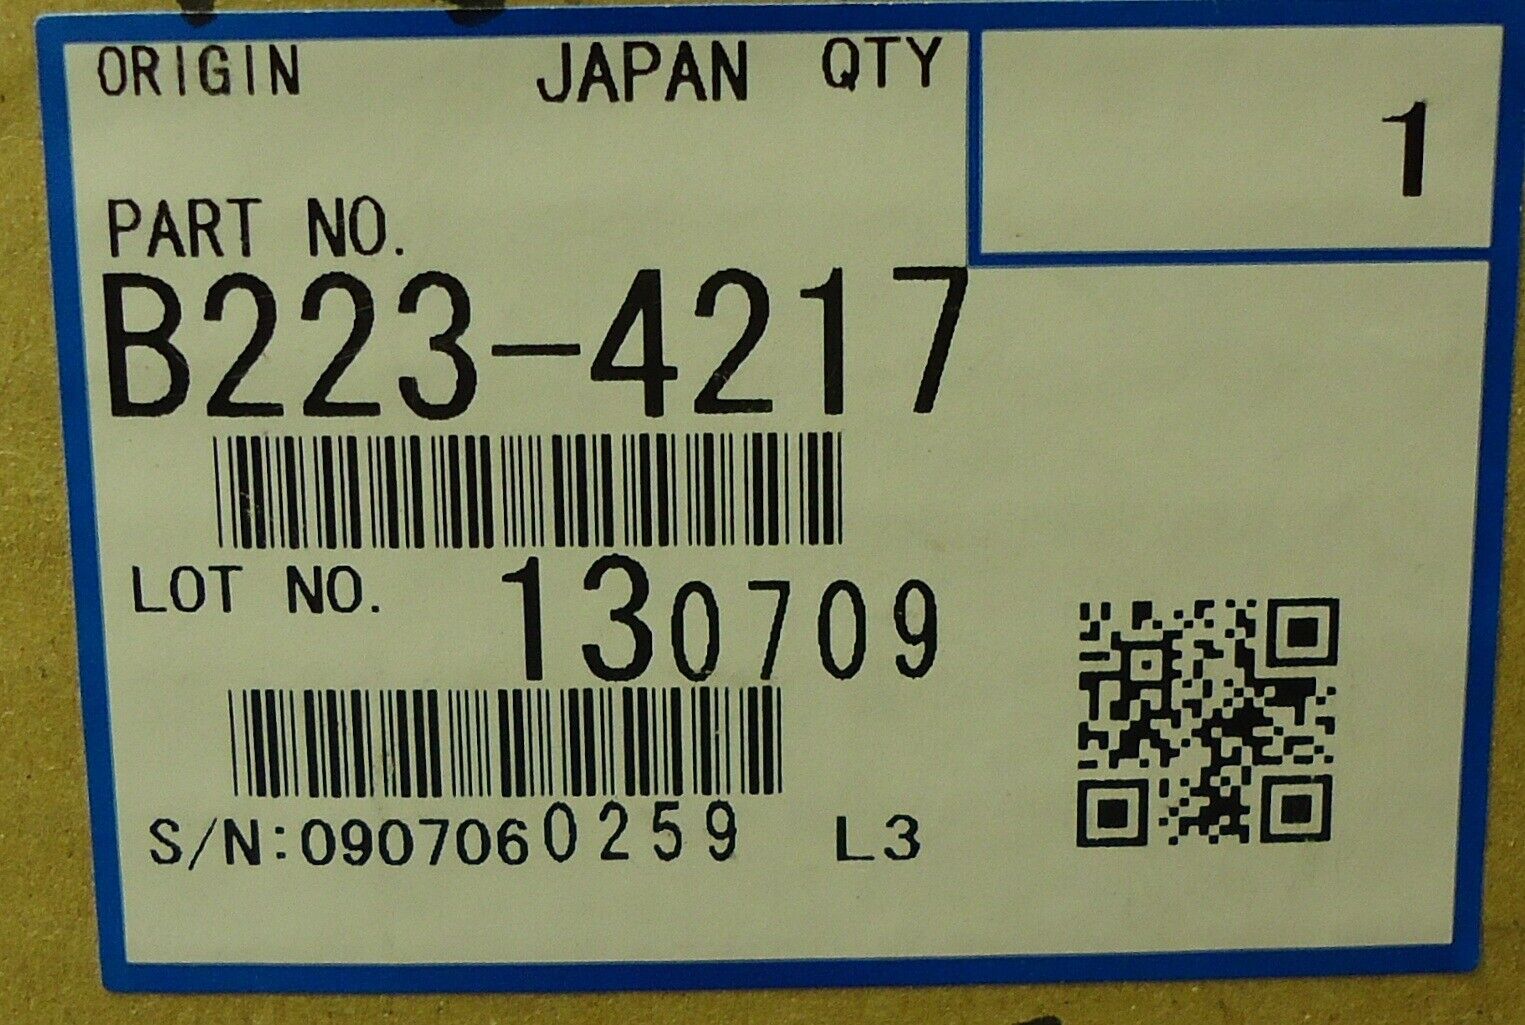 ORIGIN JAPAN QTY
1
PART NO.
B223-4217
LOT NO. 130709
S/N:0907060259 L3